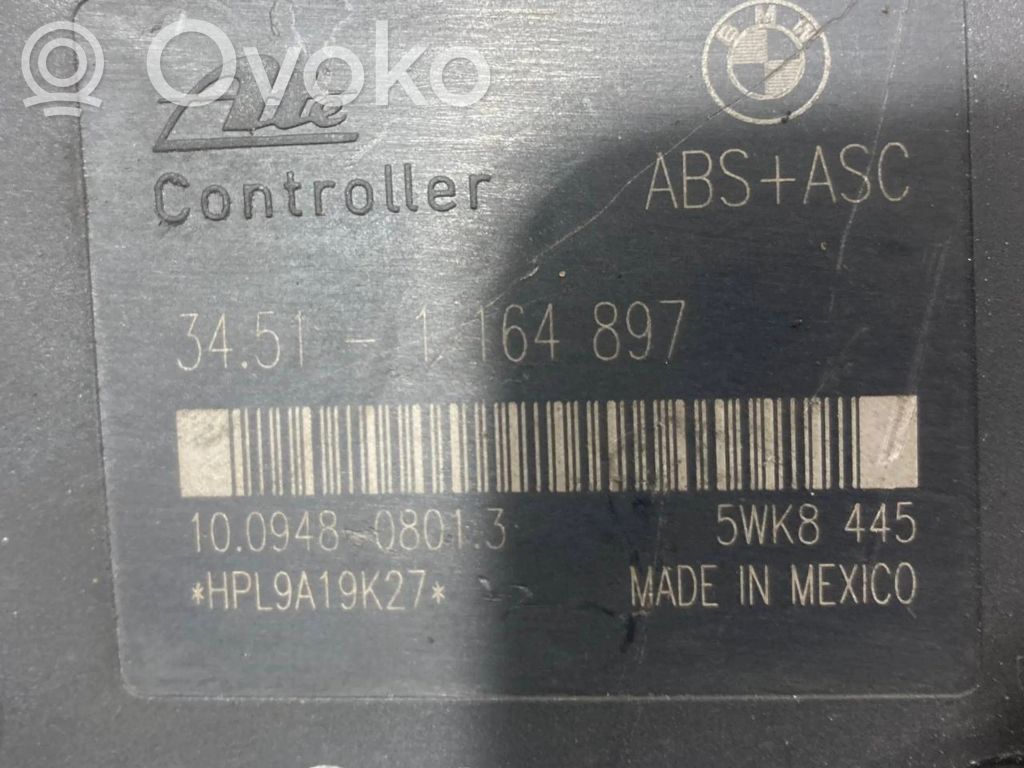 Ovoko
BMW
Ate
Controller
ABS+ASC
34.51 - 1 164 897
10.0948-0801.3
5WK8 445
*HPL9A19K27*
MADE IN MEXICO